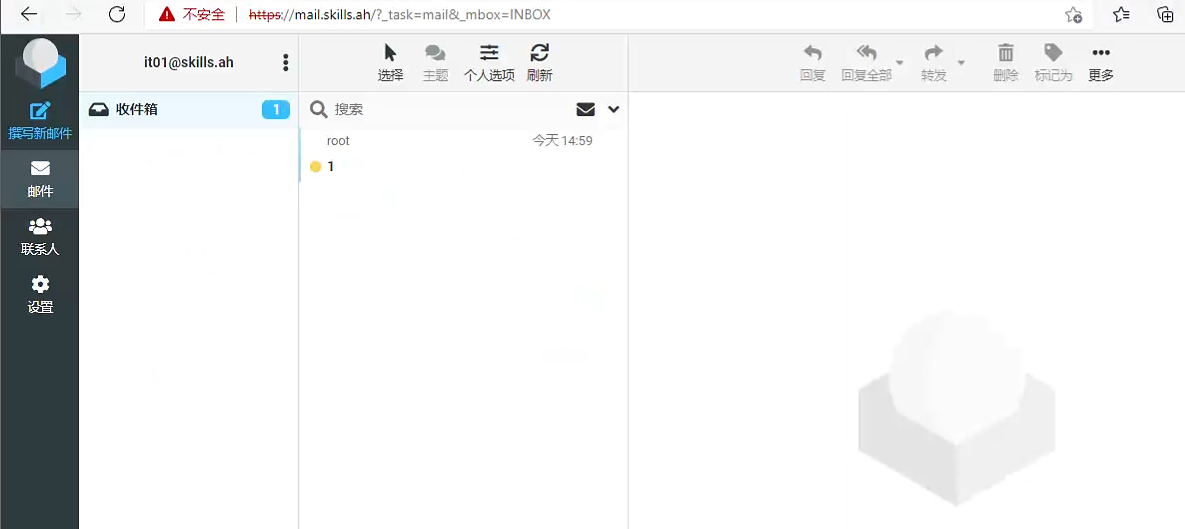 不安全 https://mail.skills.ah/?_task=mail&_mbox=INBOX
it01@skills.ah
选择 主题 个人选项 刷新
回复 回复全部 转发 删除 标记为 更多
撰写新邮件
邮件
联系人
设置
收件箱 1
搜索
root 今天 14:59
1